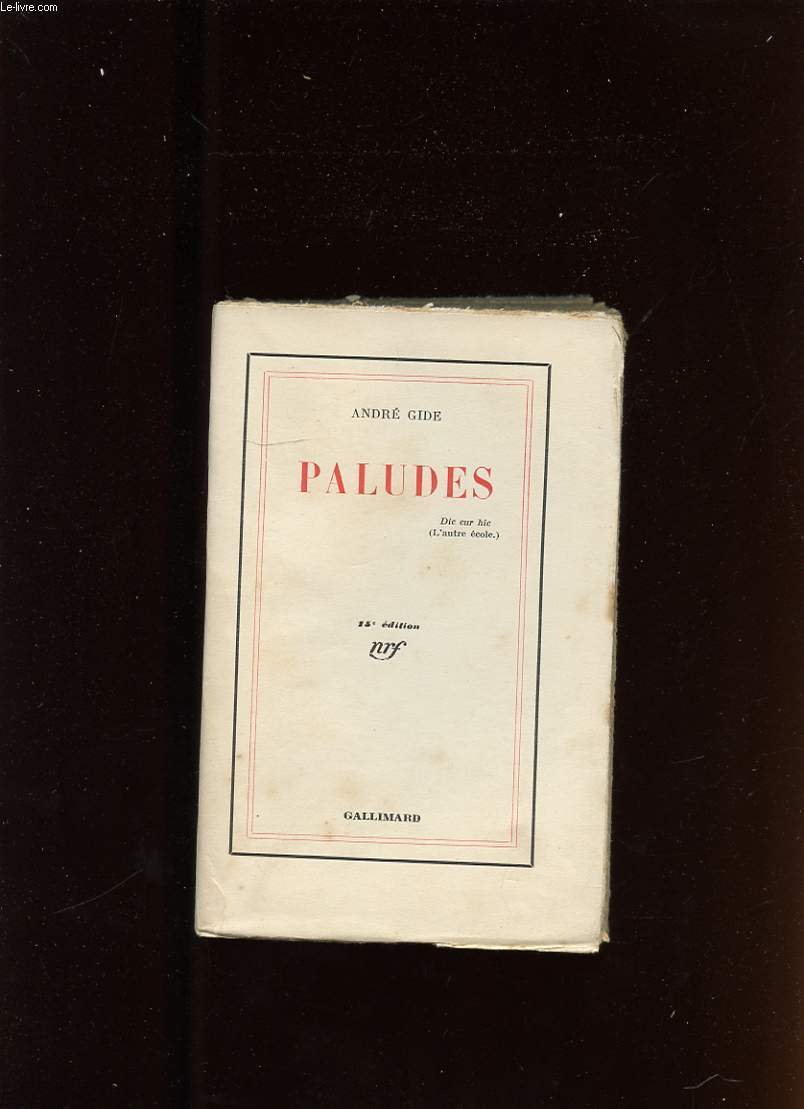 Le-livre.com
ANDRÉ GIDE
PALUDES
Dic cur hic
(L'autre école.)
15e édition
nrf
GALLIMARD